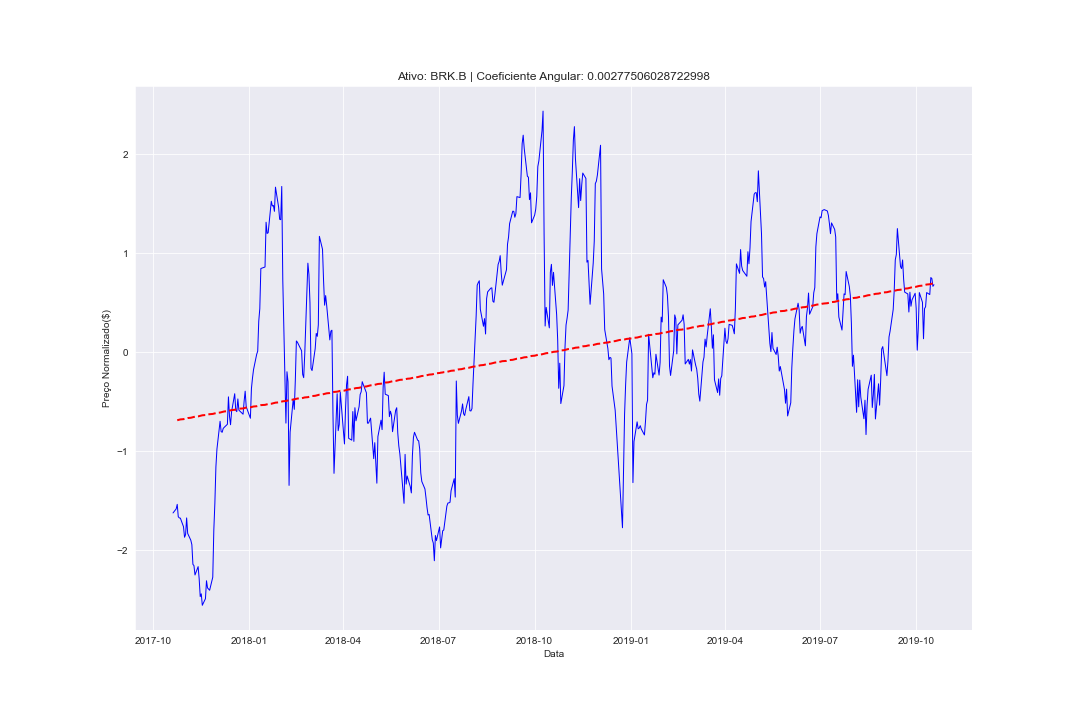 Ativo: BRK.B | Coeficiente Angular: 0.00277506028722998
Preço Normalizado($)
2
1
0
−1
−2
2017-10 2018-01 2018-04 2018-07 2018-10 2019-01 2019-04 2019-07 2019-10
Data